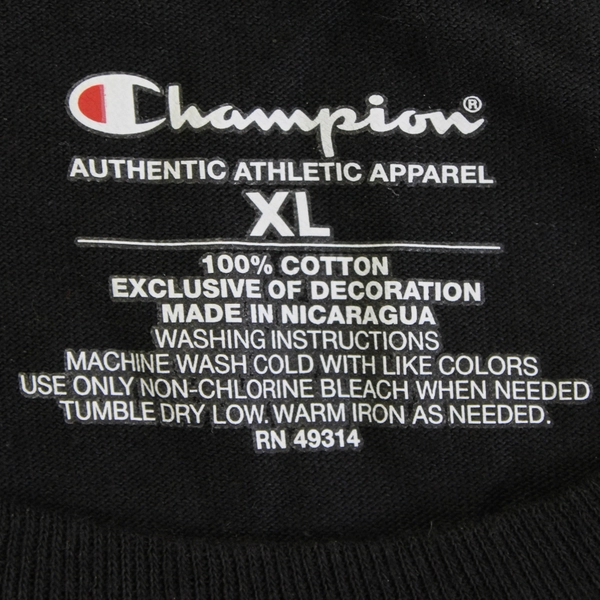 Champion®
AUTHENTIC ATHLETIC APPAREL
XL
100% COTTON
EXCLUSIVE OF DECORATION
MADE IN NICARAGUA
WASHING INSTRUCTIONS
MACHINE WASH COLD WITH LIKE COLORS
USE ONLY NON-CHLORINE BLEACH WHEN NEEDED
TUMBLE DRY LOW. WARM IRON AS NEEDED.
RN 49314